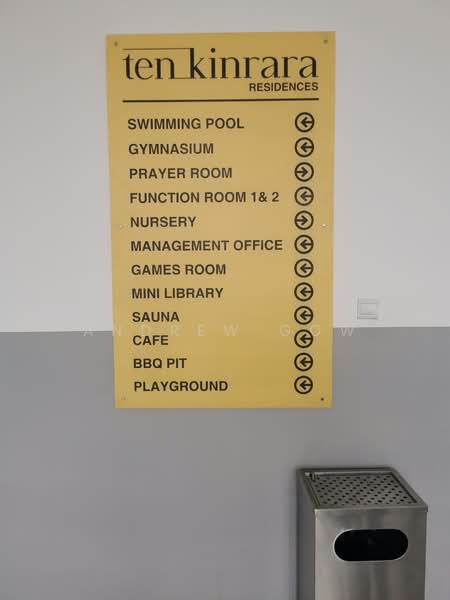 ten kinrara
RESIDENCES
SWIMMING POOL
GYMNASIUM
PRAYER ROOM
FUNCTION ROOM 1& 2
NURSERY
MANAGEMENT OFFICE
GAMES ROOM
MINI LIBRARY
SAUNA
ANDREW GOW
CAFE
BBQ PIT
PLAYGROUND